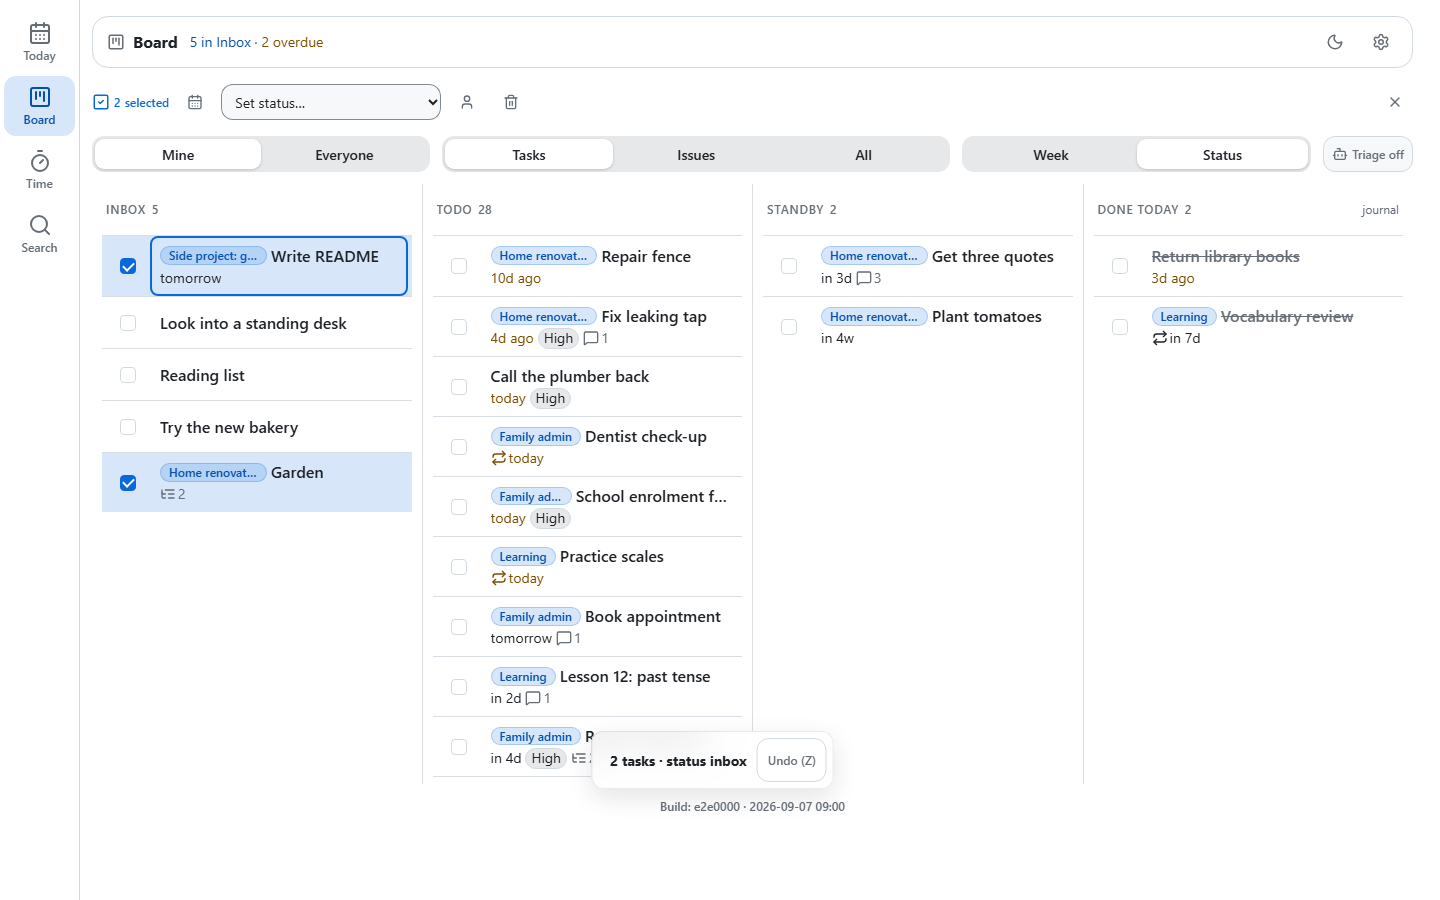 Today
Board
Time
Search
Board 5 in Inbox · 2 overdue
2 selected
Set status...
Mine
Everyone
Tasks
Issues
All
Week
Status
Triage off
INBOX 5
Side project: g... Write README
tomorrow
Look into a standing desk
Reading list
Try the new bakery
Home renovat... Garden
2
TODO 28
Home renovat... Repair fence
10d ago
Home renovat... Fix leaking tap
4d ago High 1
Call the plumber back
today High
Family admin Dentist check-up
today
Family ad... School enrolment f...
today High
Learning Practice scales
today
Family admin Book appointment
tomorrow 1
Learning Lesson 12: past tense
in 2d 1
Family admin
in 4d High
STANDBY 2
Home renovat... Get three quotes
in 3d 3
Home renovat... Plant tomatoes
in 4w
DONE TODAY 2
journal
Return library books
3d ago
Learning Vocabulary review
in 7d
2 tasks · status inbox
Undo (Z)
Build: e2e0000 · 2026-09-07 09:00